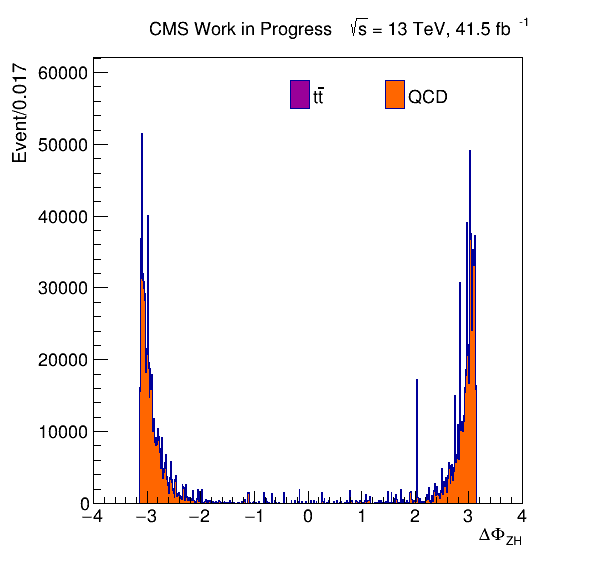 CMS Work in Progress √s = 13 TeV, 41.5 fb⁻¹
Event/0.017
tt̅ QCD
60000
50000
40000
30000
20000
10000
0
−4 −3 −2 −1 0 1 2 3 4
ΔΦ_ZH